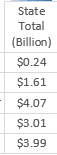 State
Total
(Billion)
$0.24
$1.61
$4.07
$3.01
$3.99